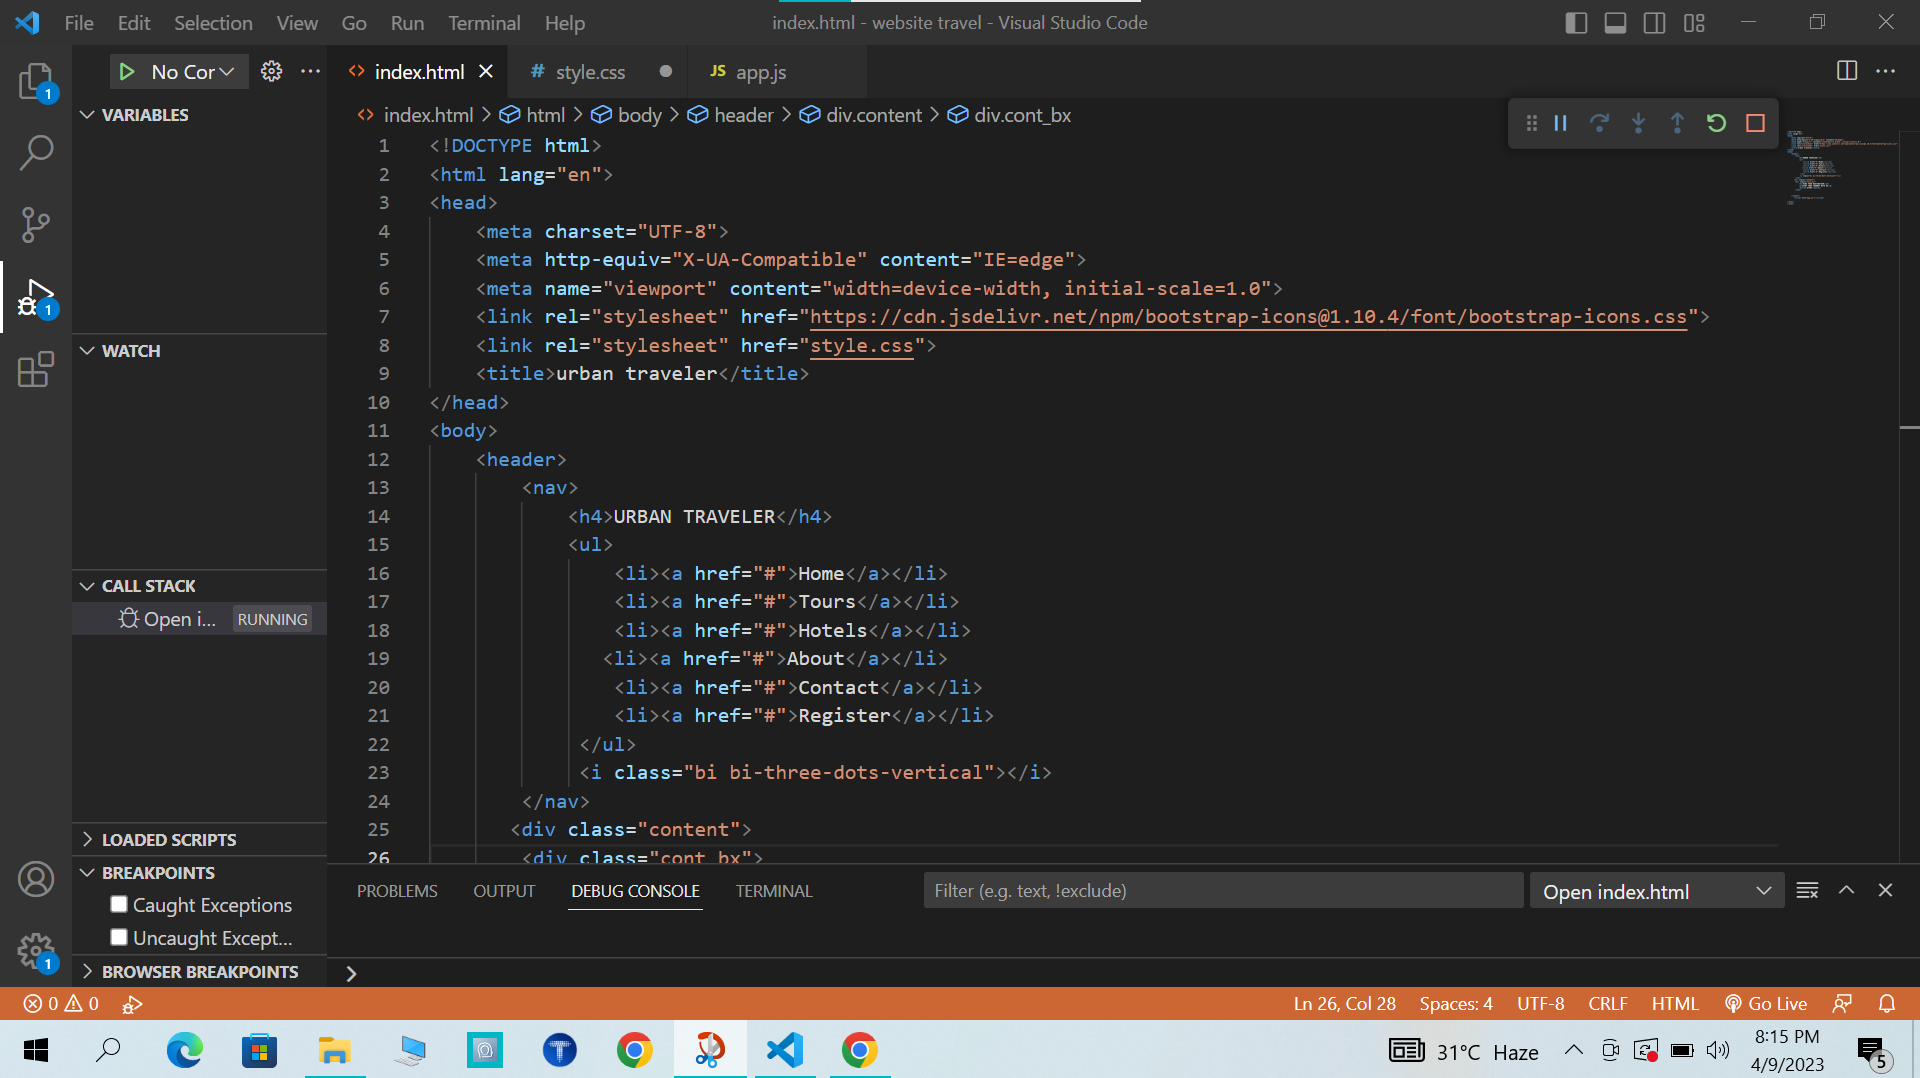 File Edit Selection View Go Run Terminal Help
index.html - website travel - Visual Studio Code
No Cor
index.html
# style.css
JS app.js
1
index.html > html > body > header > div.content > div.cont_bx
VARIABLES
WATCH
CALL STACK
Open i... RUNNING
LOADED SCRIPTS
BREAKPOINTS
Caught Exceptions
Uncaught Except...
BROWSER BREAKPOINTS
1
1
1 <!DOCTYPE html>
2 <html lang="en">
3 <head>
4 <meta charset="UTF-8">
5 <meta http-equiv="X-UA-Compatible" content="IE=edge">
6 <meta name="viewport" content="width=device-width, initial-scale=1.0">
7 <link rel="stylesheet" href="https://cdn.jsdelivr.net/npm/bootstrap-icons@1.10.4/font/bootstrap-icons.css">
8 <link rel="stylesheet" href="style.css">
9 <title>urban traveler</title>
10 </head>
11 <body>
12 <header>
13 <nav>
14 <h4>URBAN TRAVELER</h4>
15 <ul>
16 <li><a href="#">Home</a></li>
17 <li><a href="#">Tours</a></li>
18 <li><a href="#">Hotels</a></li>
19 <li><a href="#">About</a></li>
20 <li><a href="#">Contact</a></li>
21 <li><a href="#">Register</a></li>
22 </ul>
23 <i class="bi bi-three-dots-vertical"></i>
24 </nav>
25 <div class="content">
26 <div class="cont_bx">
PROBLEMS OUTPUT DEBUG CONSOLE TERMINAL
Filter (e.g. text, !exclude)
Open index.html
0 0
Ln 26, Col 28 Spaces: 4 UTF-8 CRLF HTML Go Live
31°C Haze
8:15 PM
4/9/2023
5